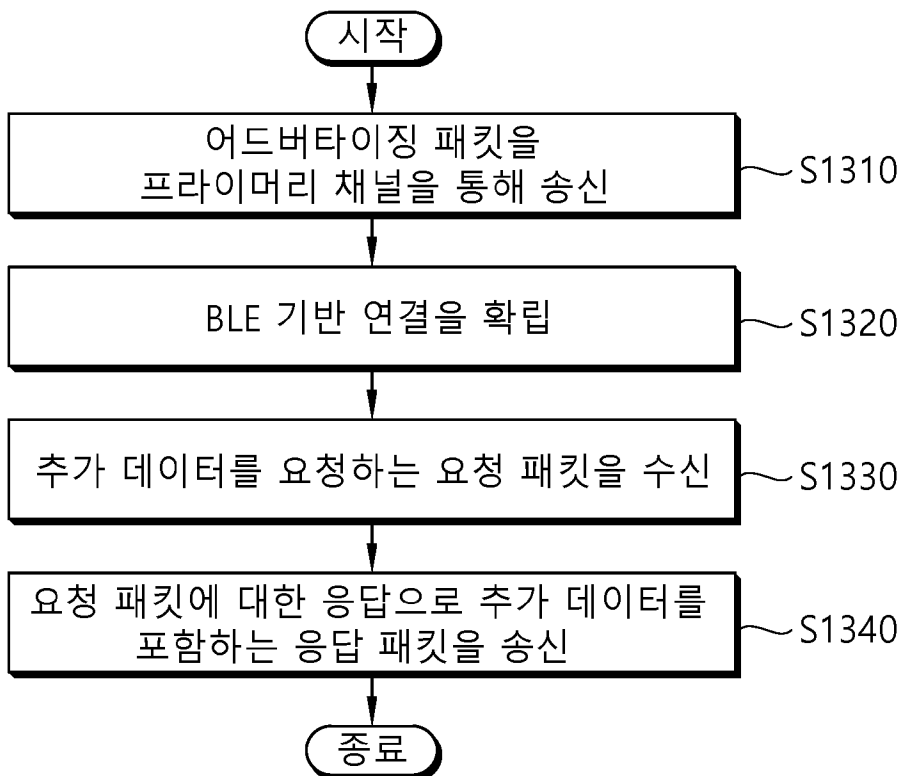 시작
어드버타이징 패킷을
프라이머리 채널을 통해 송신
S1310
BLE 기반 연결을 확립
S1320
추가 데이터를 요청하는 요청 패킷을 수신
S1330
요청 패킷에 대한 응답으로 추가 데이터를
포함하는 응답 패킷을 송신
S1340
종료